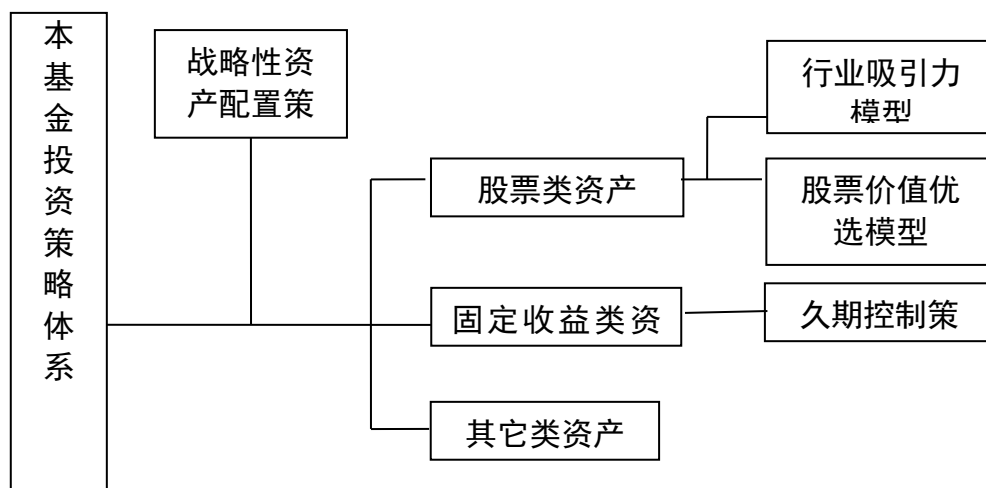 本基金投资策略体系
战略性资
产配置策
行业吸引力
模型
股票类资产
股票价值优
选模型
固定收益类资
久期控制策
其它类资产